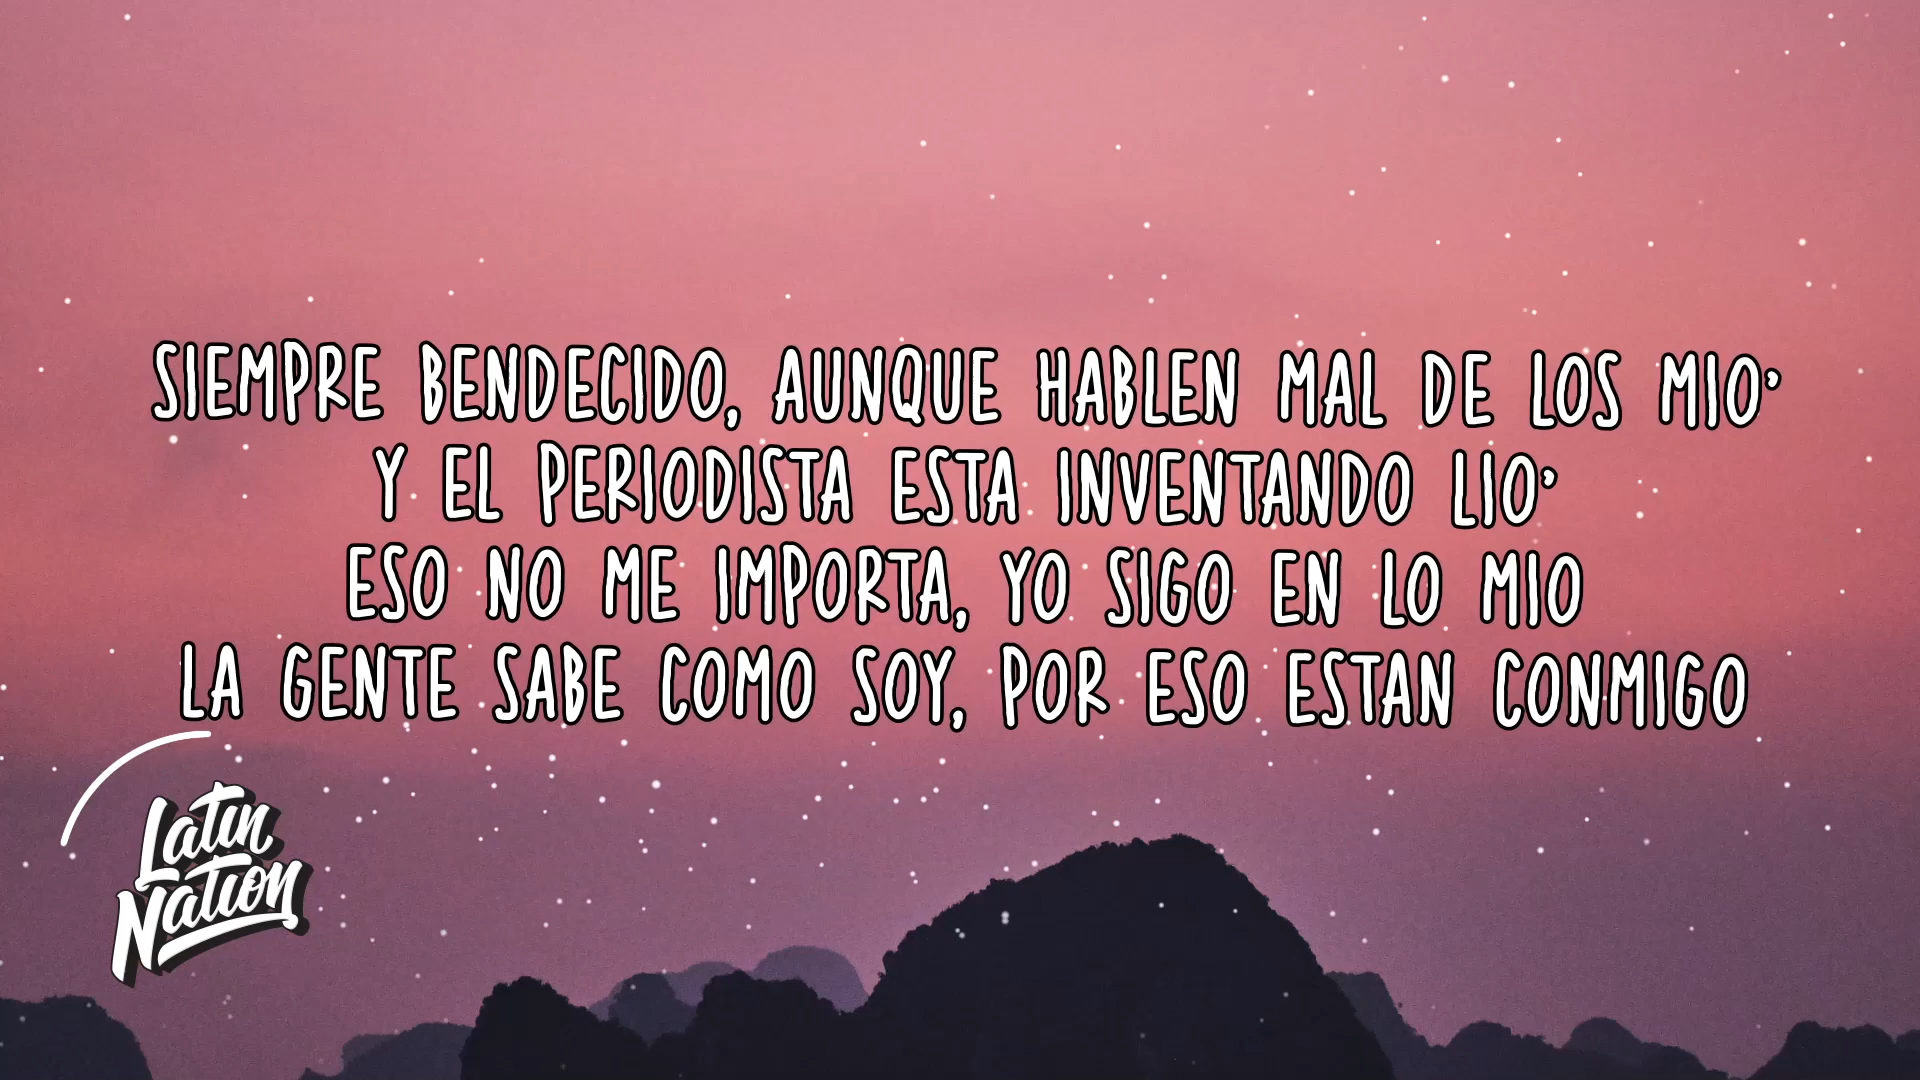 SIEMPRE BENDECIDO, AUNQUE HABLEN MAL DE LOS MIO'
Y EL PERIODISTA ESTA INVENTANDO LIO'
ESO NO ME IMPORTA, YO SIGO EN LO MIO
LA GENTE SABE COMO SOY, POR ESO ESTAN CONMIGO
Latin
Nation